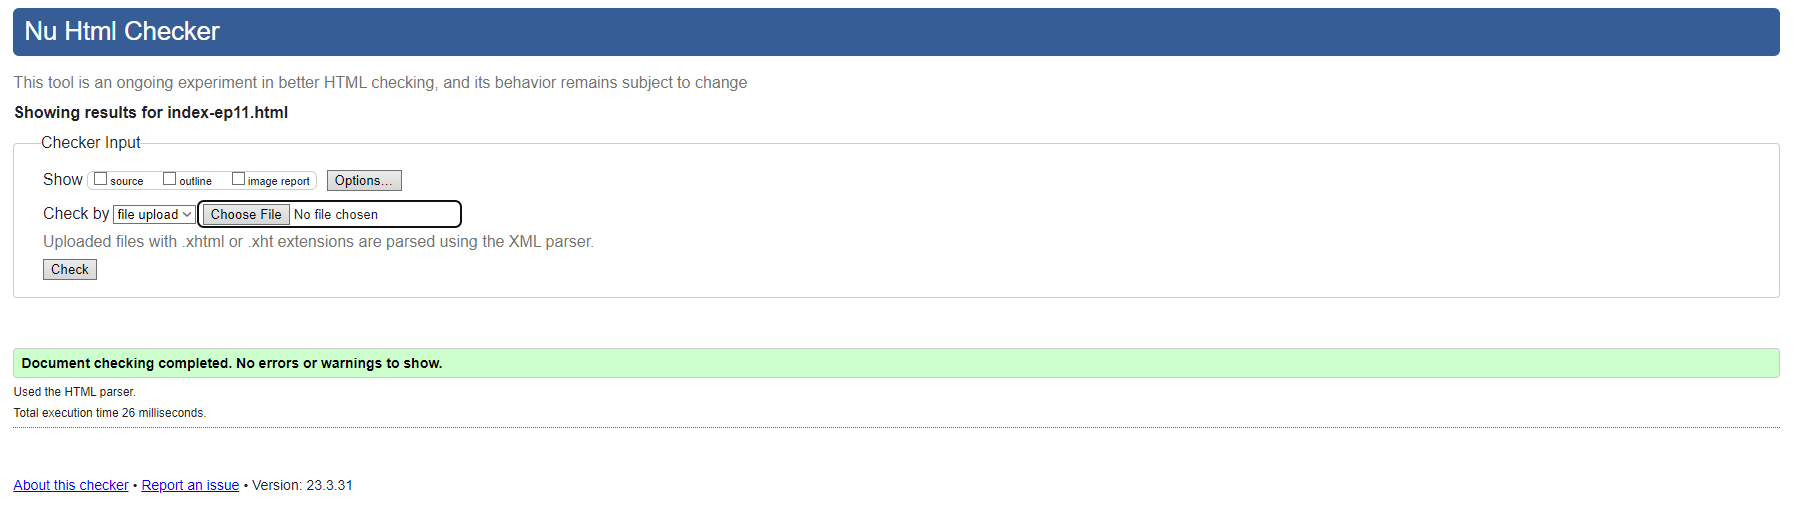 Nu Html Checker
This tool is an ongoing experiment in better HTML checking, and its behavior remains subject to change
Showing results for index-ep11.html
Checker Input
Show source outline image report Options...
Check by file upload Choose File No file chosen
Uploaded files with .xhtml or .xht extensions are parsed using the XML parser.
Check
Document checking completed. No errors or warnings to show.
Used the HTML parser.
Total execution time 26 milliseconds.
About this checker • Report an issue • Version: 23.3.31